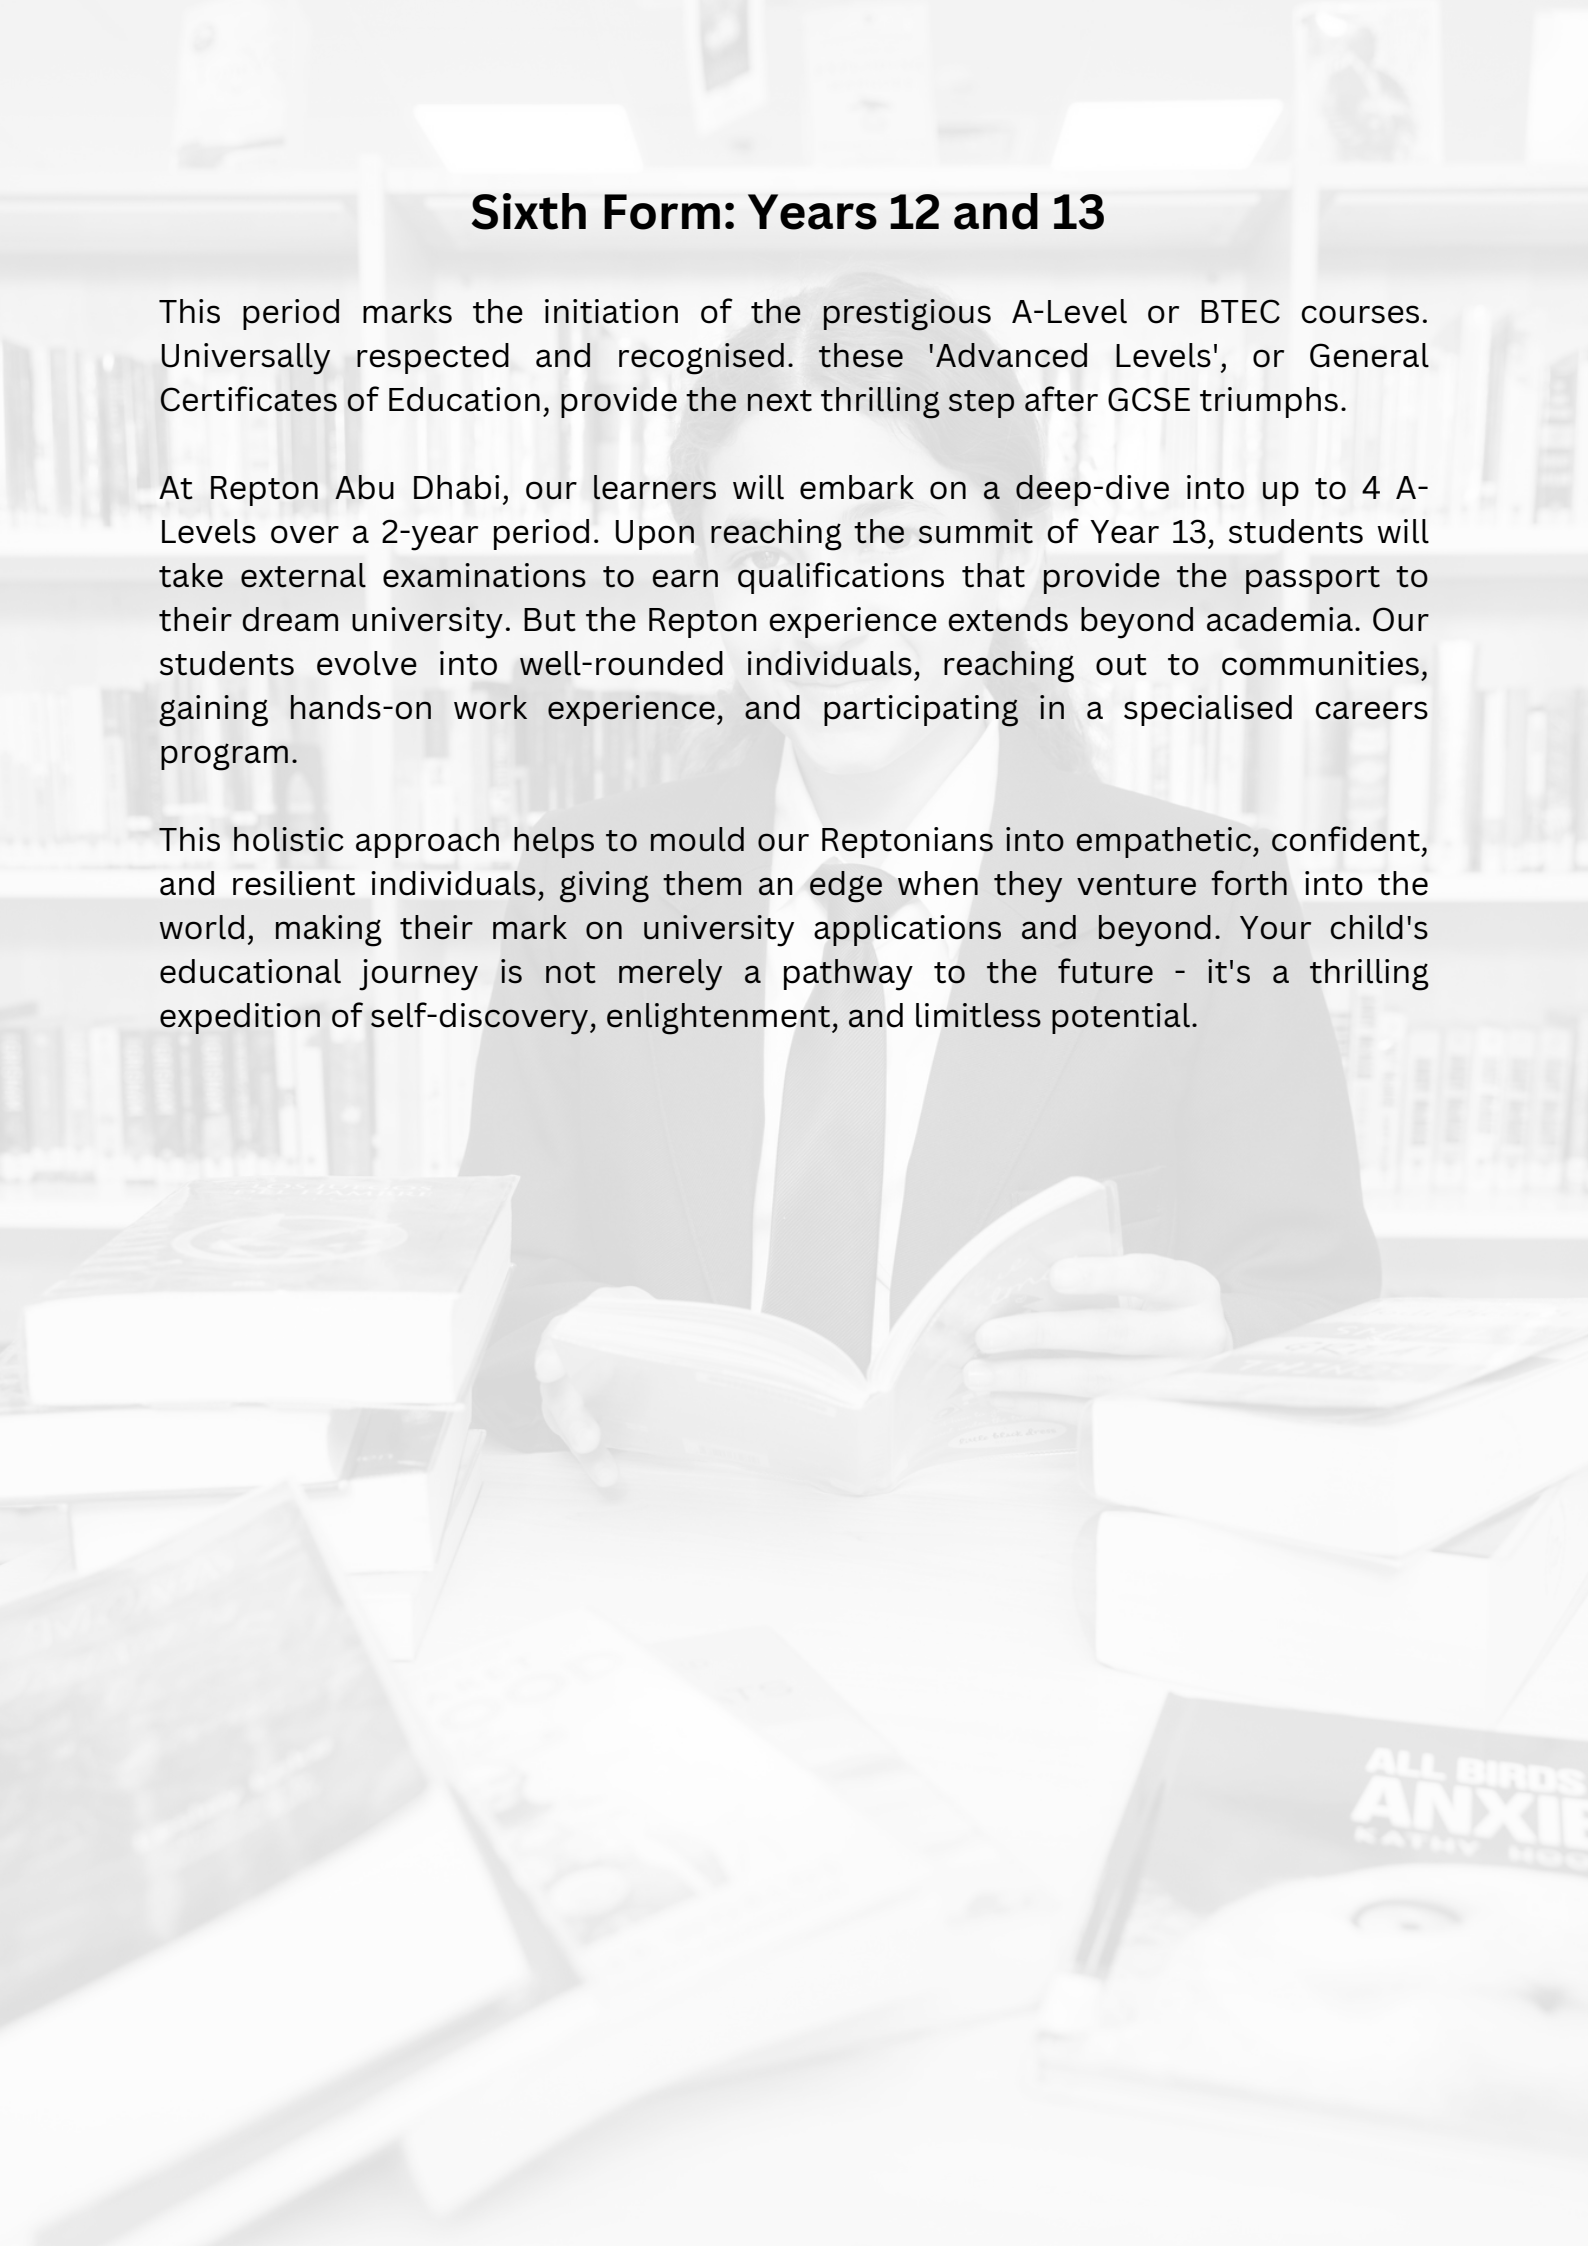 Sixth Form: Years 12 and 13
This period marks the initiation of the prestigious A-Level or BTEC courses.
Universally respected and recognised. these 'Advanced Levels', or General
Certificates of Education, provide the next thrilling step after GCSE triumphs.
At Repton Abu Dhabi, our learners will embark on a deep-dive into up to 4 A-
Levels over a 2-year period. Upon reaching the summit of Year 13, students will
take external examinations to earn qualifications that provide the passport to
their dream university. But the Repton experience extends beyond academia. Our
students evolve into well-rounded individuals, reaching out to communities,
gaining hands-on work experience, and participating in a specialised careers
program.
This holistic approach helps to mould our Reptonians into empathetic, confident,
and resilient individuals, giving them an edge when they venture forth into the
world, making their mark on university applications and beyond. Your child's
educational journey is not merely a pathway to the future - it's a thrilling
expedition of self-discovery, enlightenment, and limitless potential.
ALL BIRDS
ANXIE
KATHY HOO